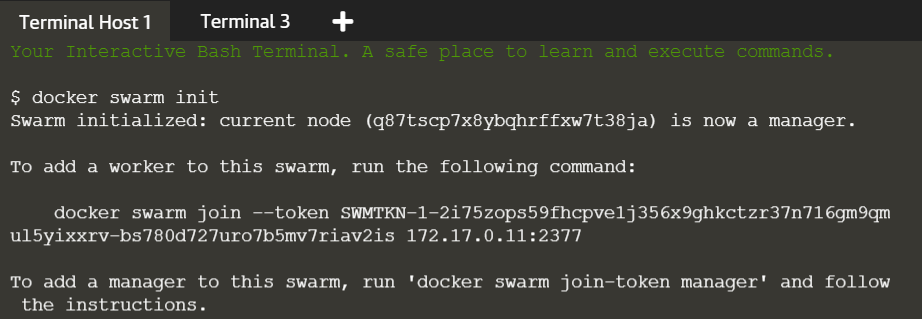 Terminal Host 1 Terminal 3 +
Your Interactive Bash Terminal. A safe place to learn and execute commands.
$ docker swarm init
Swarm initialized: current node (q87tscp7x8ybqhrffxw7t38ja) is now a manager.
To add a worker to this swarm, run the following command:
docker swarm join --token SWMTKN-1-2i75zops59fhcpve1j356x9ghkctzr37n716gm9qm
ul5yixxrv-bs780d727uro7b5mv7riav2is 172.17.0.11:2377
To add a manager to this swarm, run 'docker swarm join-token manager' and follow
the instructions.